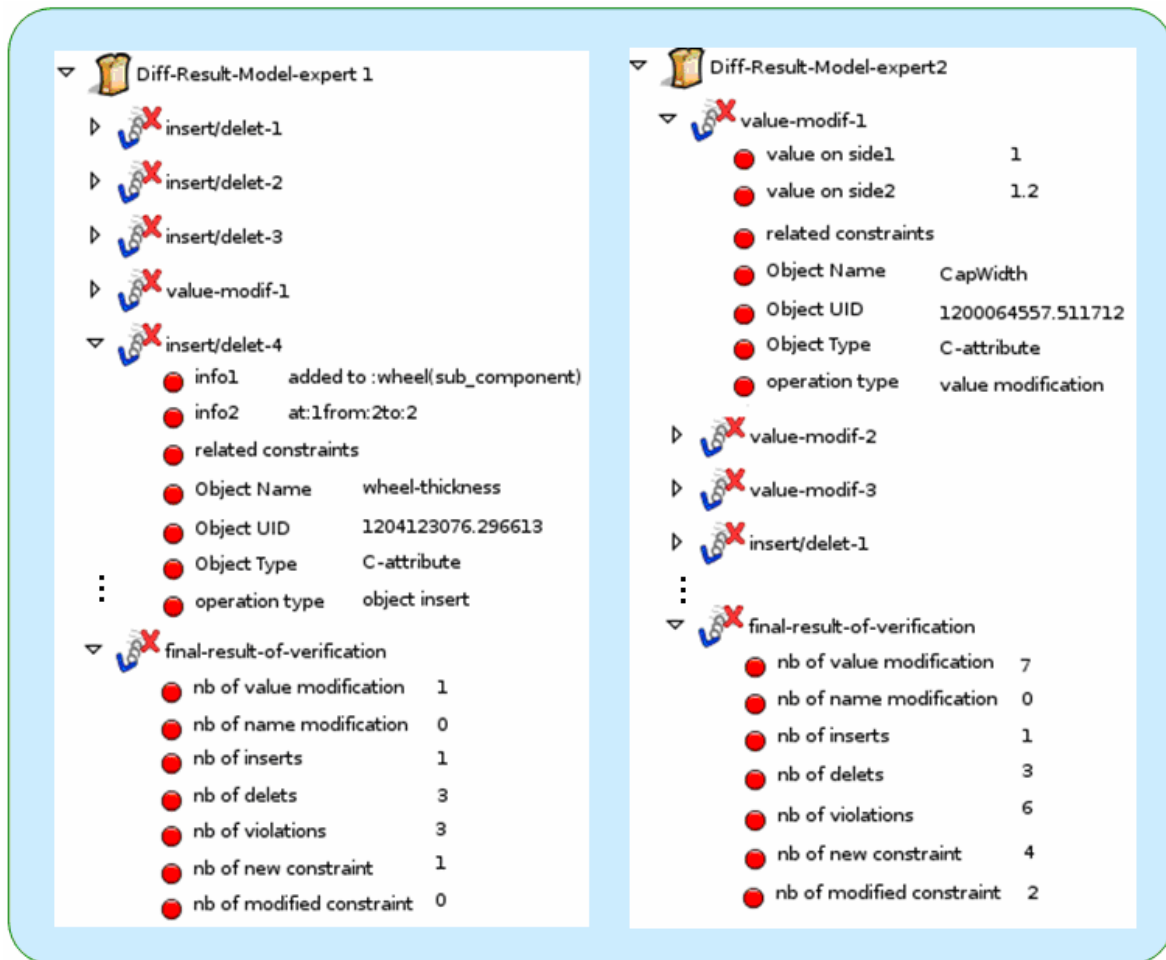 Diff-Result-Model-expert 1
insert/delet-1
insert/delet-2
insert/delet-3
value-modif-1
insert/delet-4
info1 added to :wheel(sub_component)
info2 at:1from:2to:2
related constraints
Object Name wheel-thickness
Object UID 1204123076.296613
Object Type C-attribute
operation type object insert
final-result-of-verification
nb of value modification 1
nb of name modification 0
nb of inserts 1
nb of delets 3
nb of violations 3
nb of new constraint 1
nb of modified constraint 0
Diff-Result-Model-expert2
value-modif-1
value on side1 1
value on side2 1.2
related constraints
Object Name CapWidth
Object UID 1200064557.511712
Object Type C-attribute
operation type value modification
value-modif-2
value-modif-3
insert/delet-1
final-result-of-verification
nb of value modification 7
nb of name modification 0
nb of inserts 1
nb of delets 3
nb of violations 6
nb of new constraint 4
nb of modified constraint 2